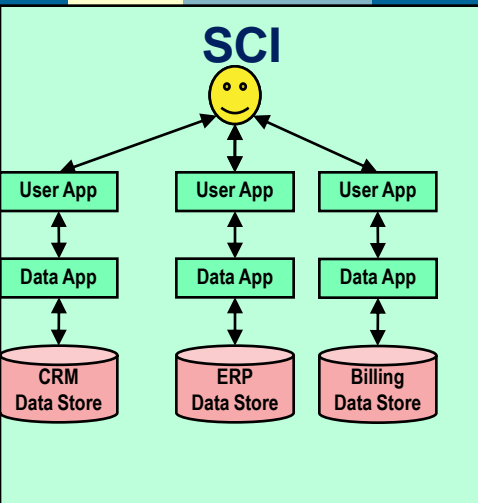 SCI
User App
User App
User App
Data App
Data App
Data App
CRM
Data Store
ERP
Data Store
Billing
Data Store